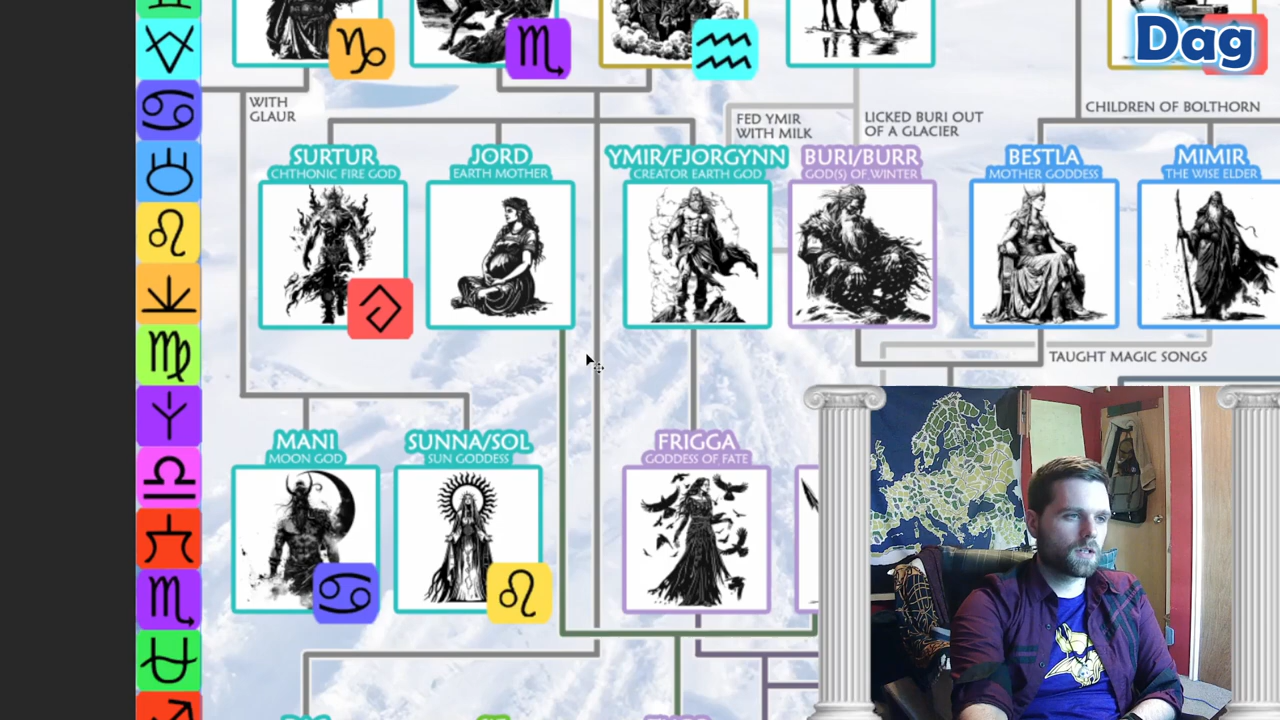 Dag
WITH
GLAUR
FED YMIR
WITH MILK
LICKED BURI OUT
OF A GLACIER
CHILDREN OF BOLTHORN
SURTUR
CHTHONIC FIRE GOD
JORD
EARTH MOTHER
YMIR/FJORGYNN
CREATOR EARTH GOD
BURI/BURR
GOD(S) OF WINTER
BESTLA
MOTHER GODDESS
MIMIR
THE WISE ELDER
TAUGHT MAGIC SONGS
MANI
MOON GOD
SUNNA/SOL
SUN GODDESS
FRIGGA
GODDESS OF FATE